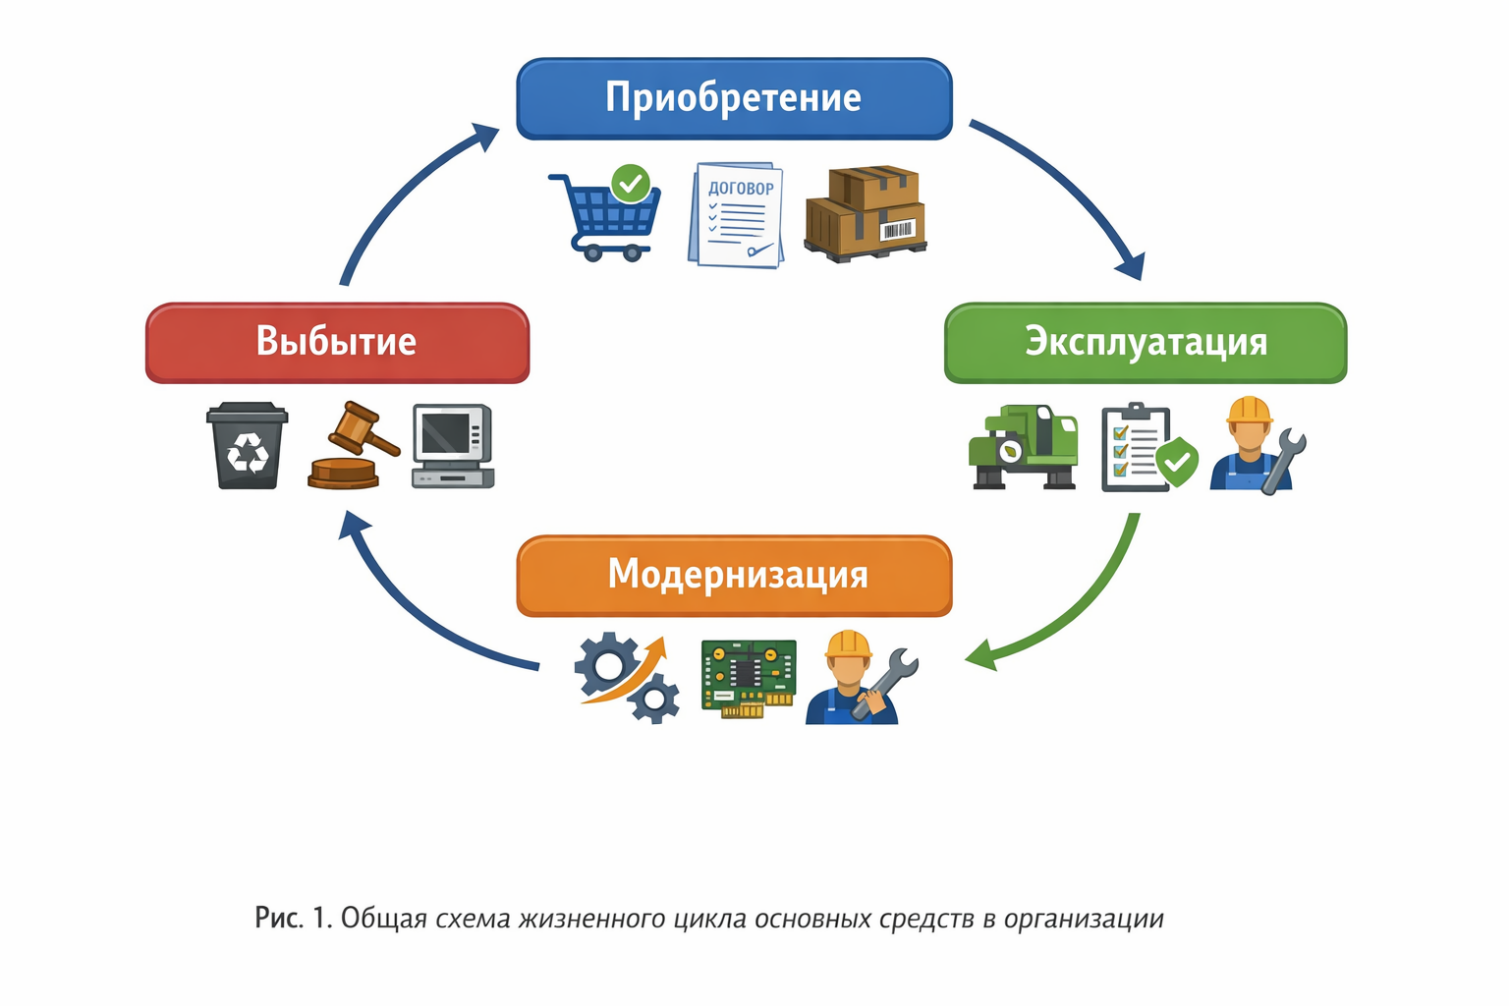 Приобретение
ДОГОВОР
Выбытие
Эксплуатация
Модернизация
Рис. 1. Общая схема жизненного цикла основных средств в организации